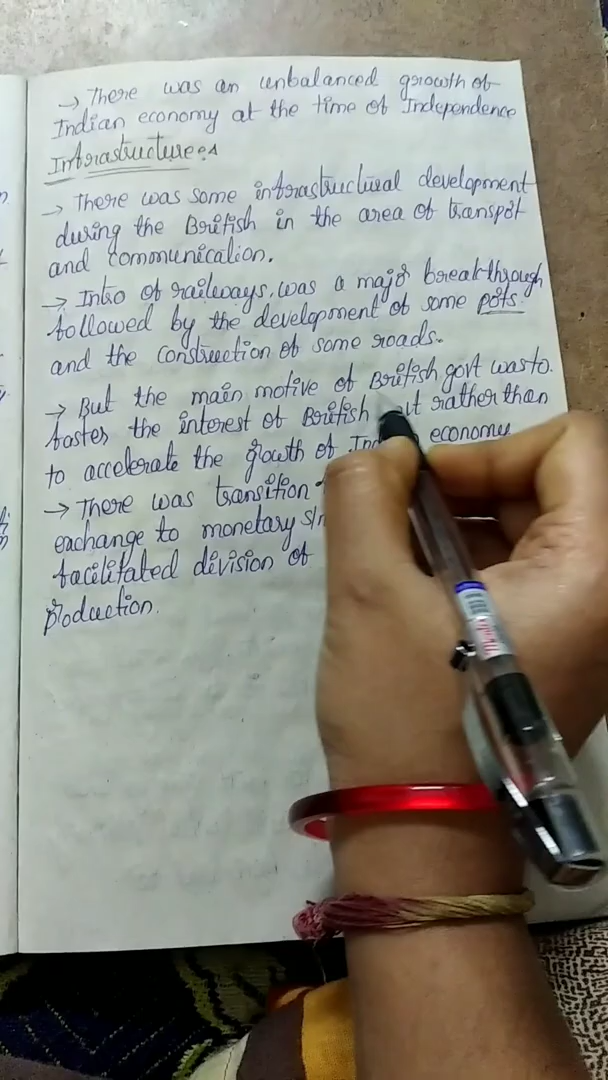 → There was an unbalanced growth of
Indian economy at the time of Independence
Infrastructure:
→ There was some infrastructural development
during the British in the area of transpot
and communication.
→ Intro of railways, was a major breakthrough
followed by the development of some pots.
and the construction of some roads.
→ But the main motive of British govt was to.
foster the interest of British rather than
to accelerate the growth of economy
→ There was transition
exchange to monetary s/m
facilitated division of
production.